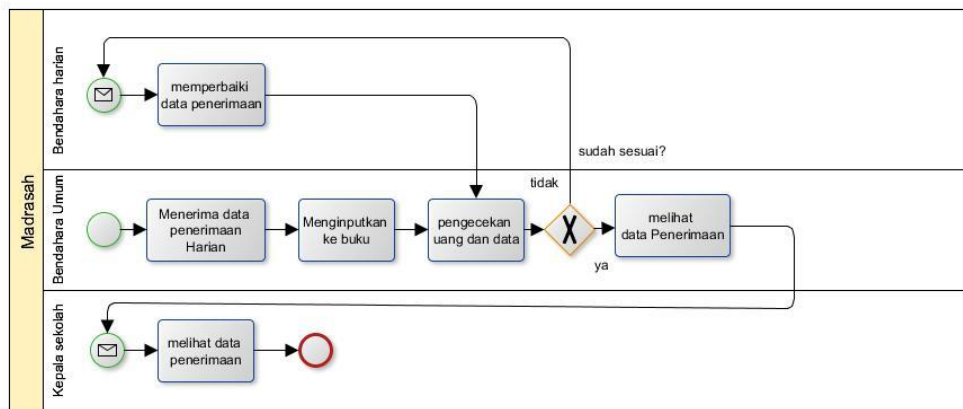 Madrasah
Bendahara harian
memperbaiki
data penerimaan
sudah sesuai?
Bendahara Umum
Menerima data
penerimaan
Harian
Menginputkan
ke buku
pengecekan
uang dan data
tidak
ya
melihat
data Penerimaan
Kepala sekolah
melihat data
penerimaan